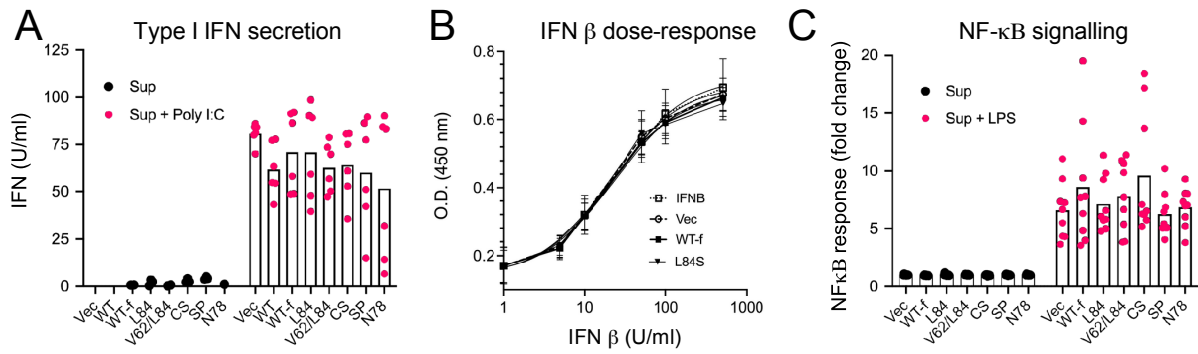 A
Type I IFN secretion
IFN (U/ml)
125
100
75
50
25
0
Sup
Sup + Poly I:C
Vec
WT
WT-f
L84
V62/L84
CS
SP
N78
Vec
WT
WT-f
L84
V62/L84
CS
SP
N78
B
IFN β dose-response
O.D. (450 nm)
0.8
0.6
0.4
0.2
IFNB
Vec
WT-f
L84S
1
10
100
1000
IFN β (U/ml)
C
NF-κB signalling
NFκB response (fold change)
20
15
10
5
0
Sup
Sup + LPS
Vec
WT-f
L84
V62/L84
CS
SP
N78
Vec
WT-f
L84
V62/L84
CS
SP
N78